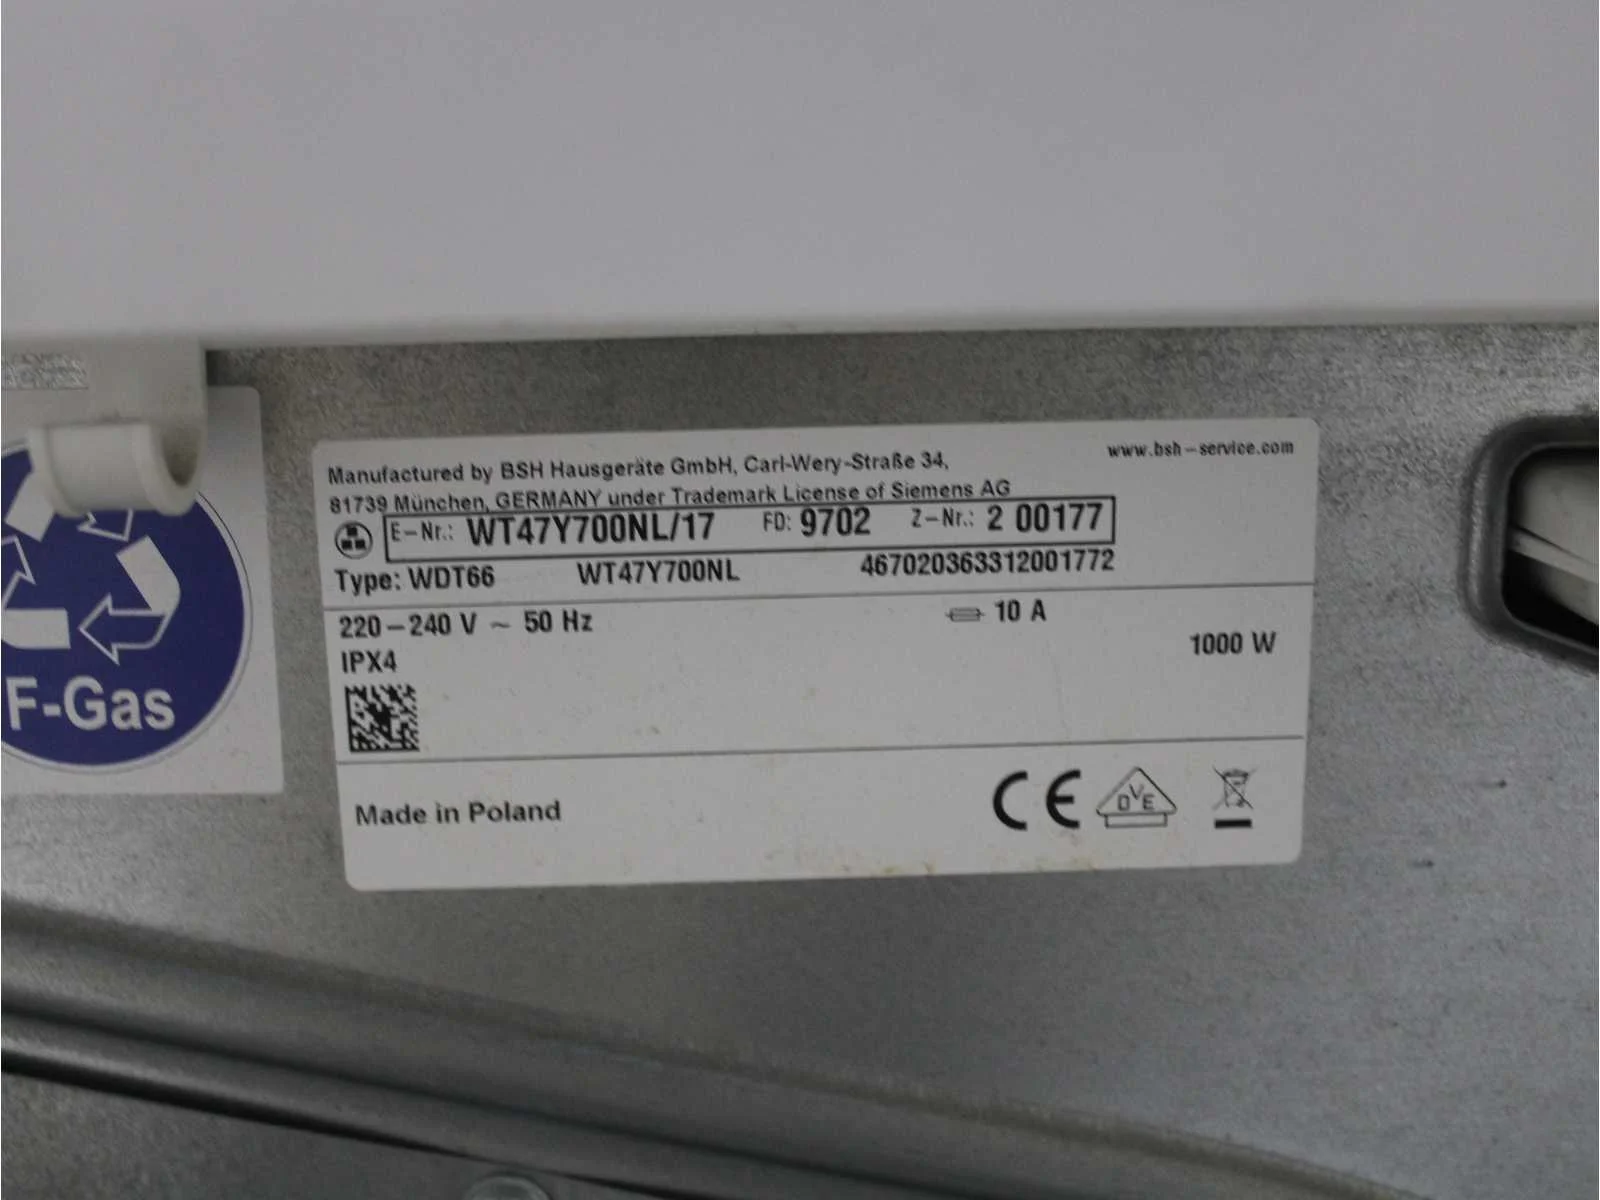 Manufactured by BSH Hausgeräte GmbH, Carl-Wery-Straße 34,
www.bsh-service.com
81739 München, GERMANY under Trademark License of Siemens AG
E-Nr.: WT47Y700NL/17 FD: 9702 Z-Nr.: 2 00177
Type: WDT66 WT47Y700NL 467020363312001772
220-240 V ~ 50 Hz 10 A
1000 W
IPX4
F-Gas
Made in Poland
CE DVE